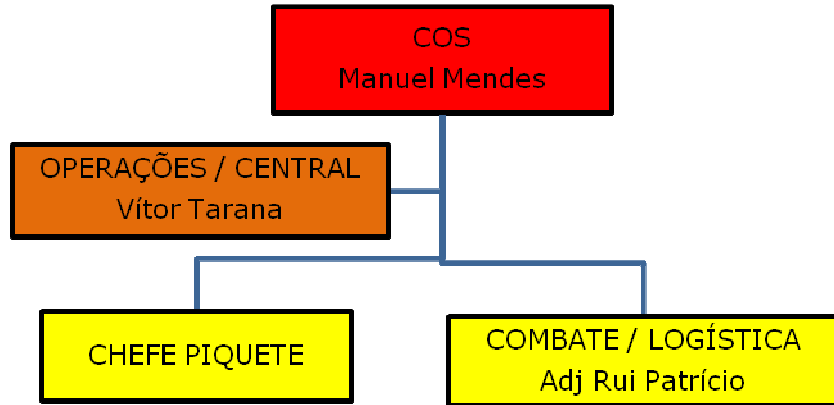 COS
Manuel Mendes
OPERAÇÕES / CENTRAL
Vítor Tarana
CHEFE PIQUETE
COMBATE / LOGÍSTICA
Adj Rui Patrício